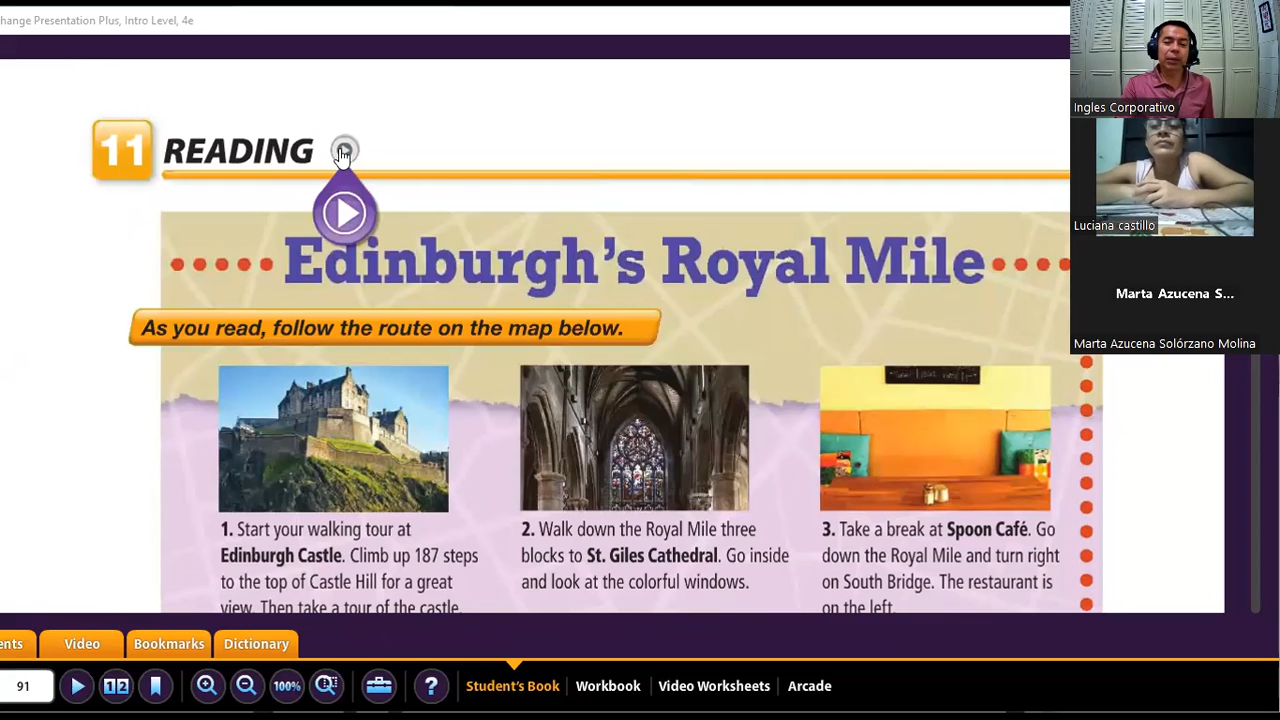 hange Presentation Plus, Intro Level, 4e
11 READING
Edinburgh's Royal Mile
As you read, follow the route on the map below.
1. Start your walking tour at
Edinburgh Castle. Climb up 187 steps
to the top of Castle Hill for a great
view. Then take a tour of the castle.
2. Walk down the Royal Mile three
blocks to St. Giles Cathedral. Go inside
and look at the colorful windows.
3. Take a break at Spoon Café. Go
down the Royal Mile and turn right
on South Bridge. The restaurant is
on the left.
Ingles Corporativo
Luciana castillo
Marta Azucena S...
Marta Azucena Solórzano Molina
ents Video Bookmarks Dictionary
91 12 100% ? Student's Book Workbook Video Worksheets Arcade